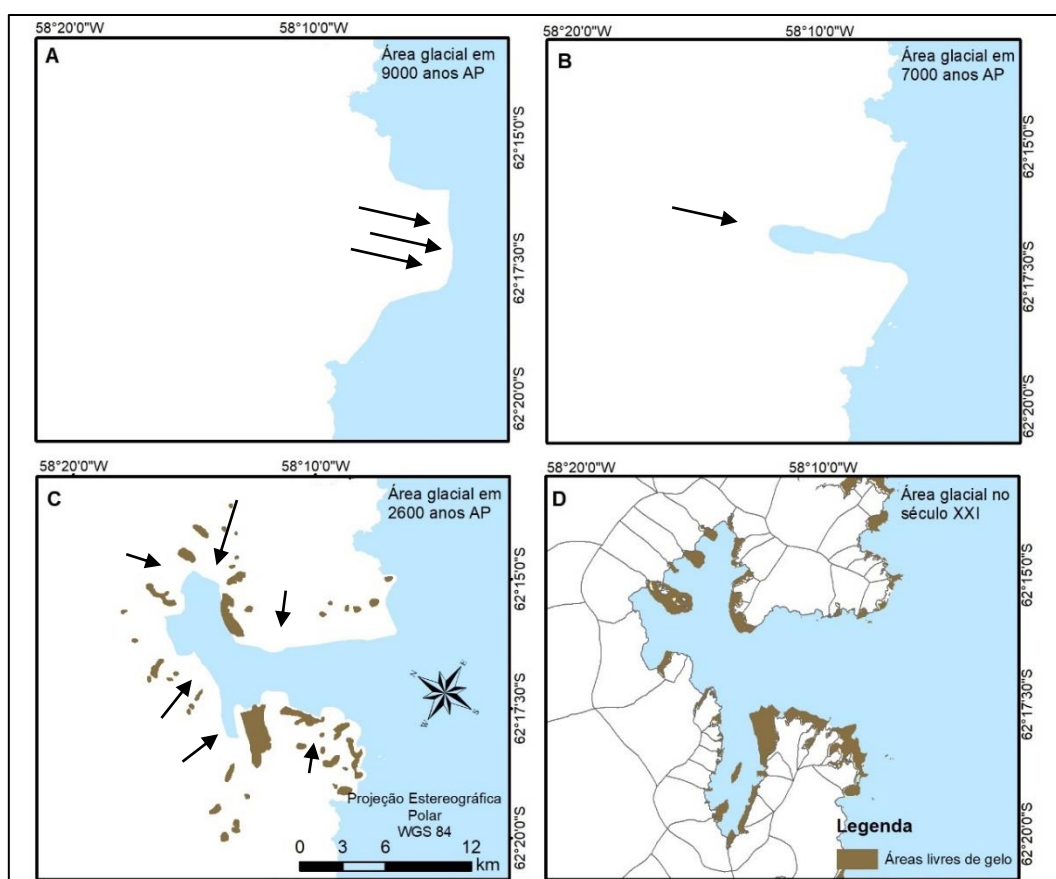 58°20'0"W
58°10'0"W
58°20'0"W
58°10'0"W
A
Área glacial em
9000 anos AP
62°15'0"S
62°17'30"S
62°20'0"S
B
Área glacial em
7000 anos AP
62°15'0"S
62°17'30"S
62°20'0"S
58°20'0"W
58°10'0"W
58°20'0"W
58°10'0"W
C
Área glacial em
2600 anos AP
62°15'0"S
62°17'30"S
62°20'0"S
N
E
W
S
Projeção Estereográfica
Polar
WGS 84
0 3 6 12
km
D
Área glacial no
século XXI
62°15'0"S
62°17'30"S
62°20'0"S
Legenda
Áreas livres de gelo